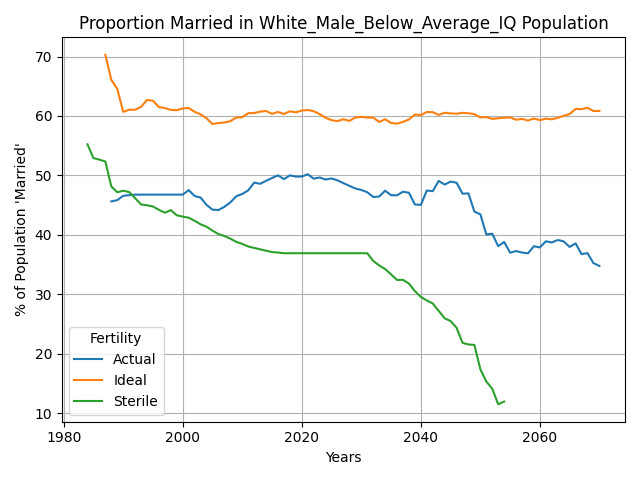 Proportion Married in White_Male_Below_Average_IQ Population
% of Population 'Married'
70
60
50
40
30
20
10
Fertility
Actual
Ideal
Sterile
1980
2000
2020
2040
2060
Years